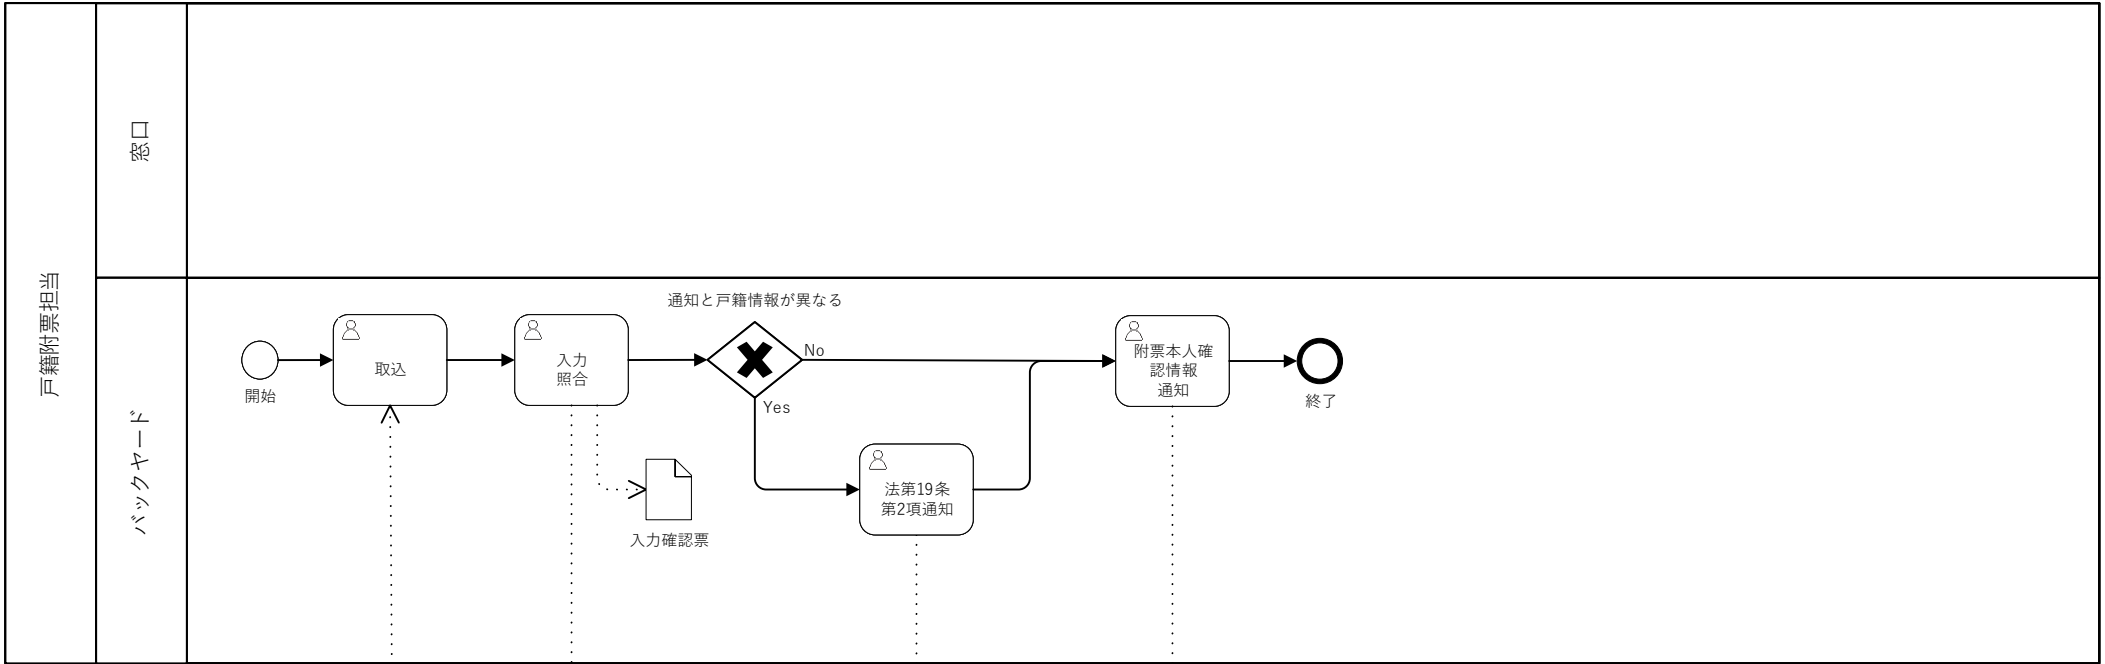 戸籍附票担当
窓口
バックヤード
開始
取込
入力
照合
入力確認票
通知と戸籍情報が異なる
No
Yes
法第19条
第2項通知
附票本人確
認情報
通知
終了